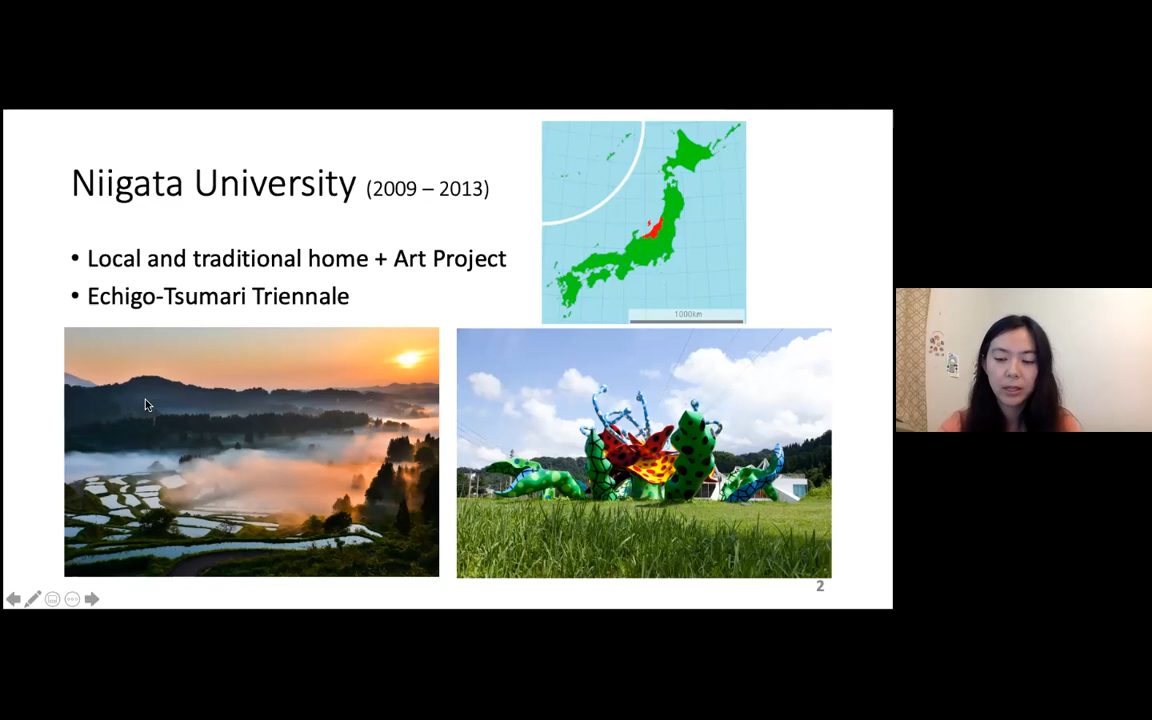 Niigata University (2009 – 2013)
• Local and traditional home + Art Project
• Echigo-Tsumari Triennale
1000km
2